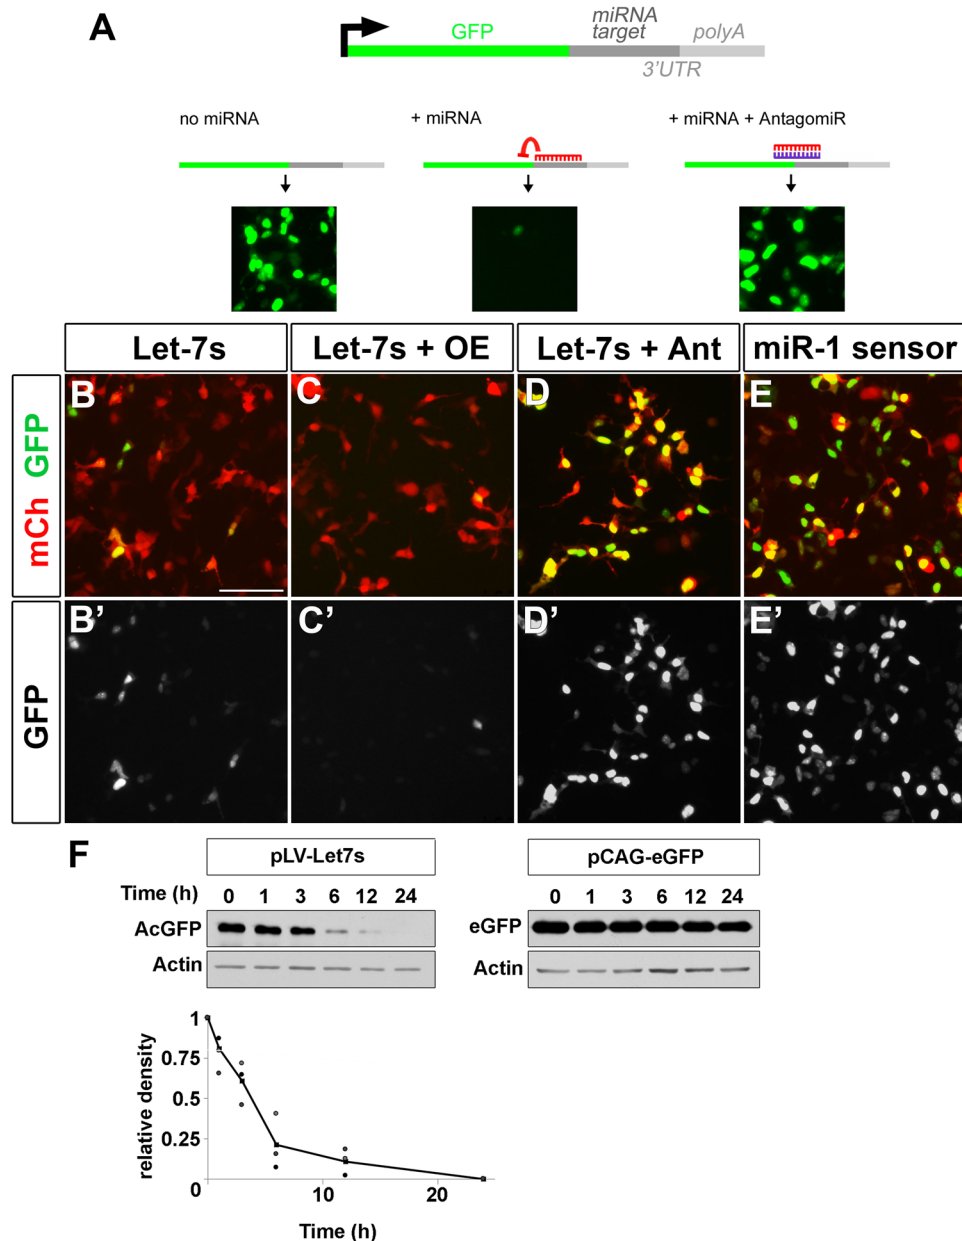 A
GFP
miRNA
target
polyA
3'UTR
no miRNA
+ miRNA
+ miRNA + AntagomiR
Let-7s
Let-7s + OE
Let-7s + Ant
miR-1 sensor
mCh GFP
B
C
D
E
GFP
B'
C'
D'
E'
F
pLV-Let7s
pCAG-eGFP
Time (h)
0 1 3 6 12 24
0 1 3 6 12 24
AcGFP
eGFP
Actin
Actin
relative density
1
0.75
0.5
0.25
0
0
10
20
Time (h)